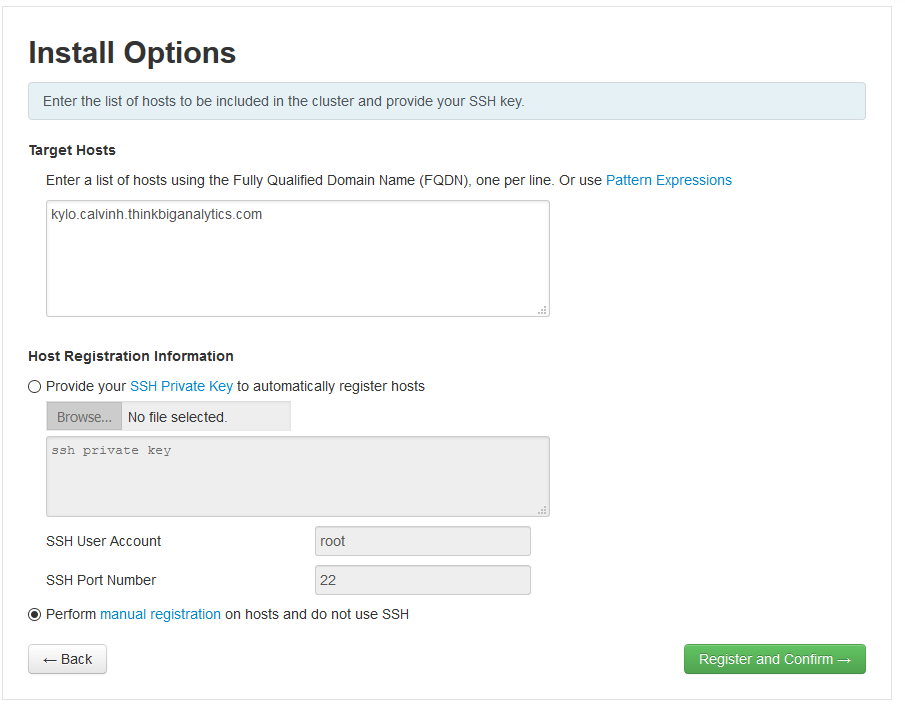 Install Options
Enter the list of hosts to be included in the cluster and provide your SSH key.
Target Hosts
Enter a list of hosts using the Fully Qualified Domain Name (FQDN), one per line. Or use Pattern Expressions
kylo.calvinh.thinkbiganalytics.com
Host Registration Information
Provide your SSH Private Key to automatically register hosts
Browse... No file selected.
ssh private key
SSH User Account root
SSH Port Number 22
Perform manual registration on hosts and do not use SSH
← Back Register and Confirm →